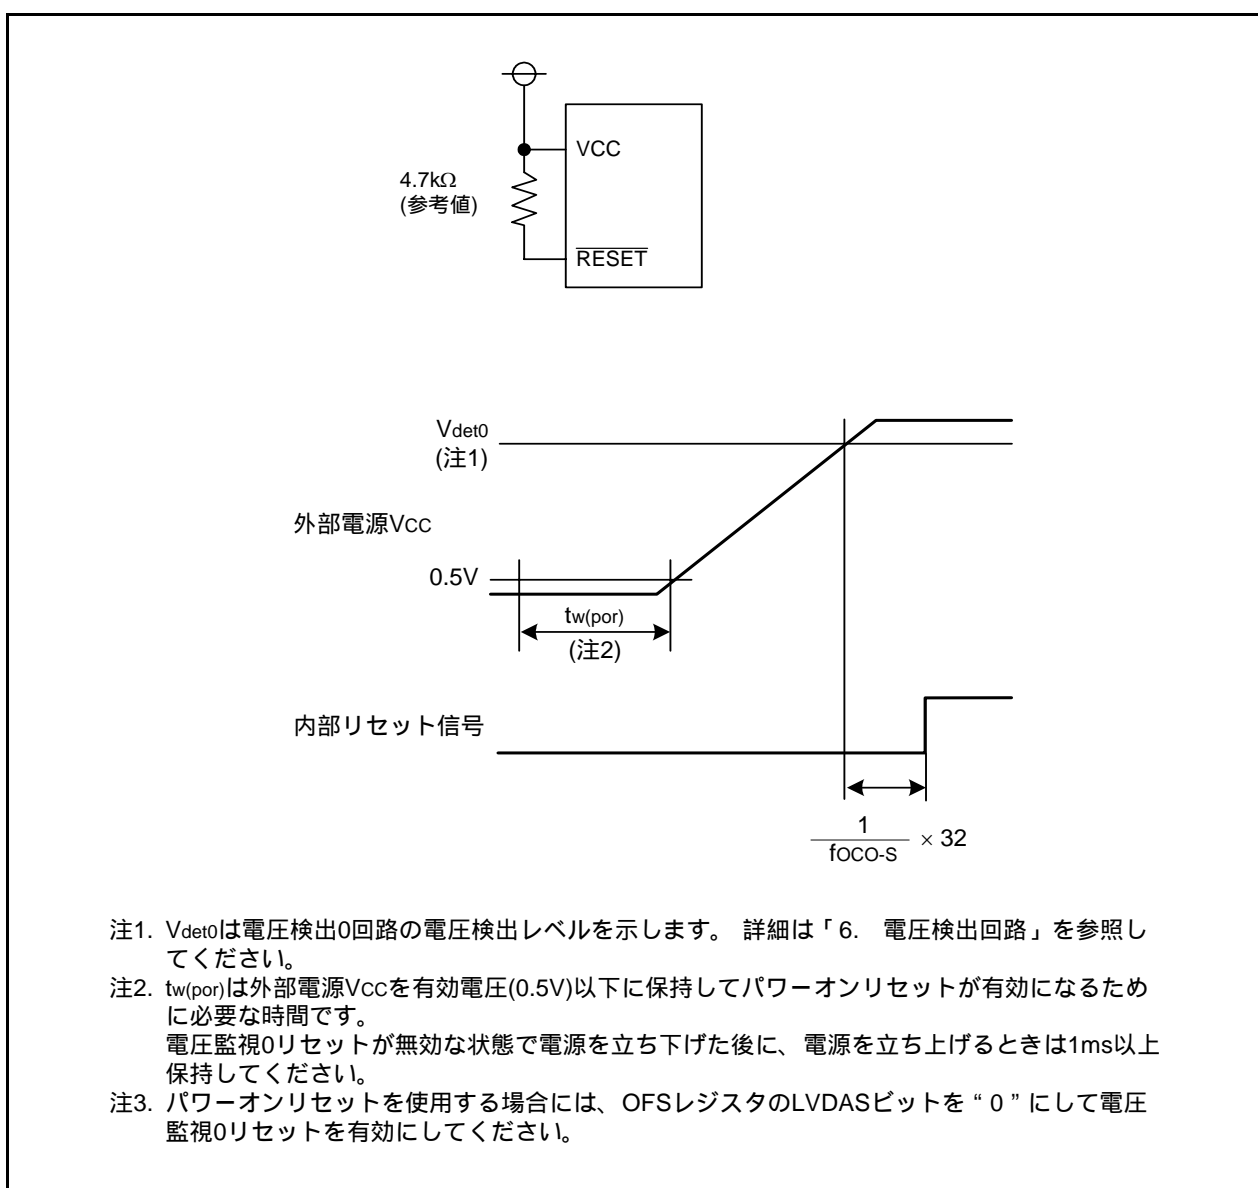 VCC
4.7kΩ
(参考値)
RESET
Vdet0
(注1)
外部電源VCC
0.5V
tw(por)
(注2)
内部リセット信号
1
fOCO-S
× 32
注1. Vdet0は電圧検出0回路の電圧検出レベルを示します。 詳細は「6. 電圧検出回路」を参照し
てください。
注2. tw(por)は外部電源VCCを有効電圧(0.5V)以下に保持してパワーオンリセットが有効になるため
に必要な時間です。
電圧監視0リセットが無効な状態で電源を立ち下げた後に、電源を立ち上げるときは1ms以上
保持してください。
注3. パワーオンリセットを使用する場合には、OFSレジスタのLVDASビットを“0”にして電圧
監視0リセットを有効にしてください。